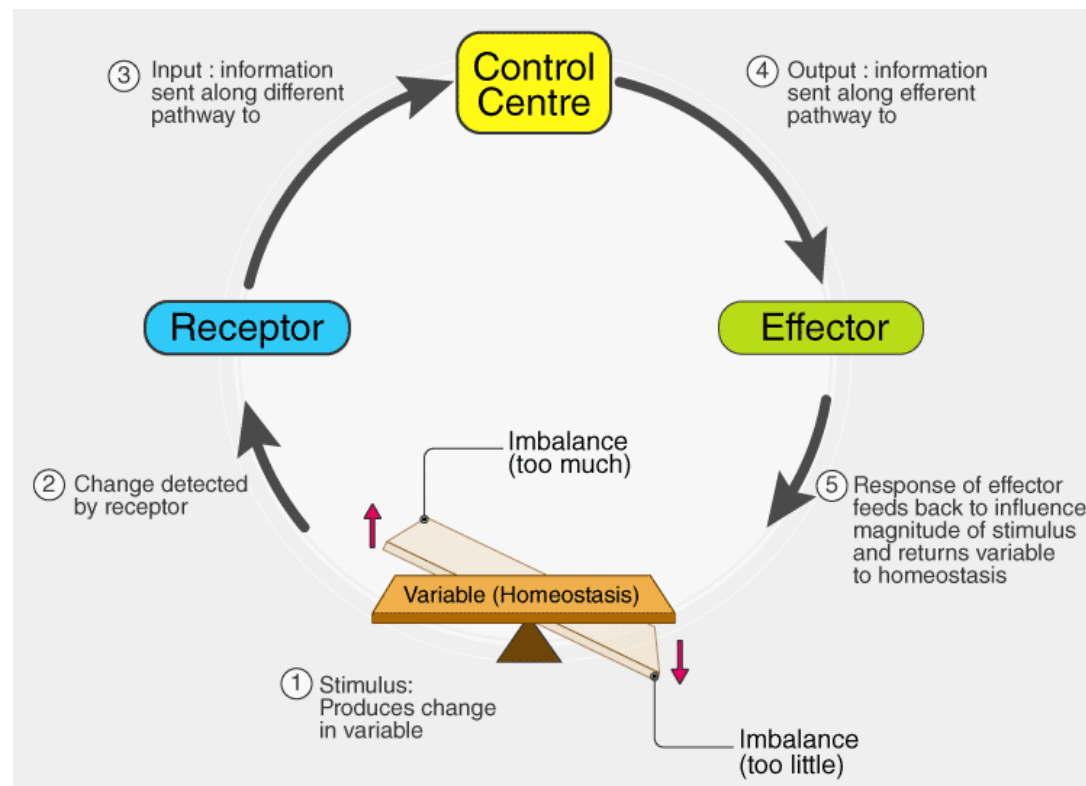 Control
Centre
3 Input : information
sent along different
pathway to
4 Output : information
sent along efferent
pathway to
Receptor
Effector
Imbalance
(too much)
2 Change detected
by receptor
5 Response of effector
feeds back to influence
magnitude of stimulus
and returns variable
to homeostasis
Variable (Homeostasis)
1 Stimulus:
Produces change
in variable
Imbalance
(too little)